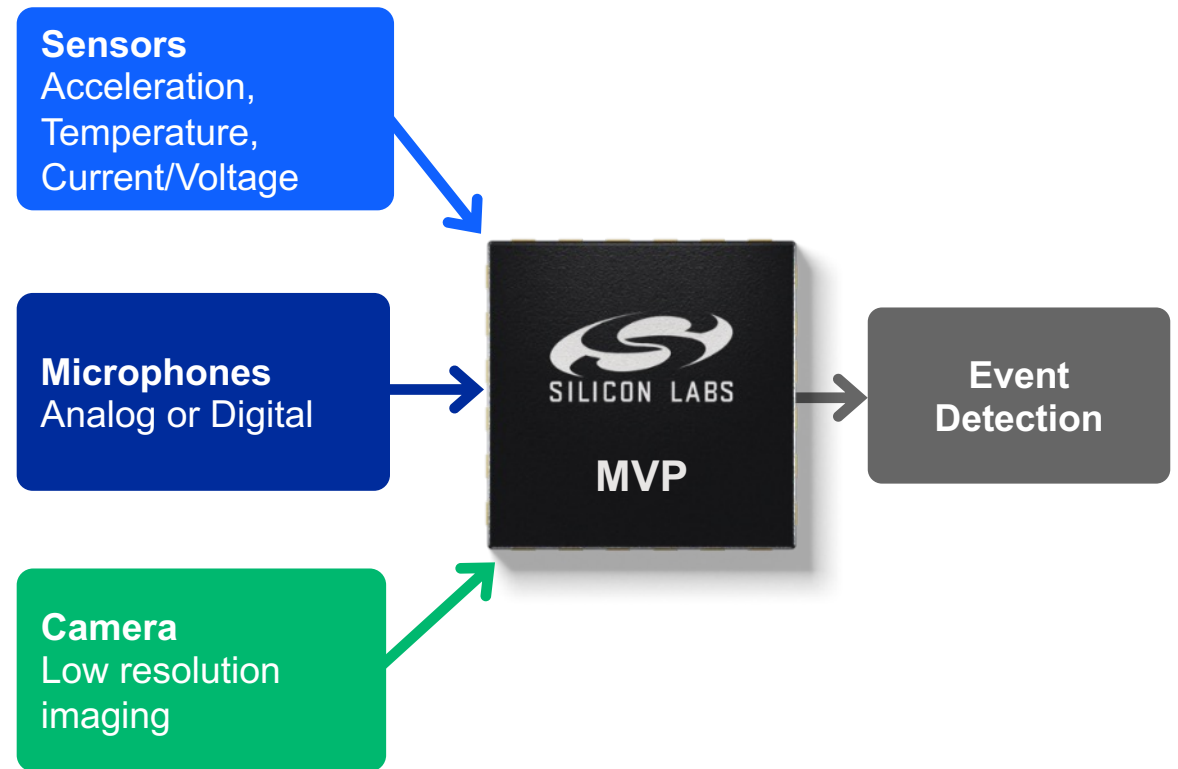 Sensors
Acceleration,
Temperature,
Current/Voltage
Microphones
Analog or Digital
Camera
Low resolution
imaging
SILICON LABS
MVP
Event
Detection